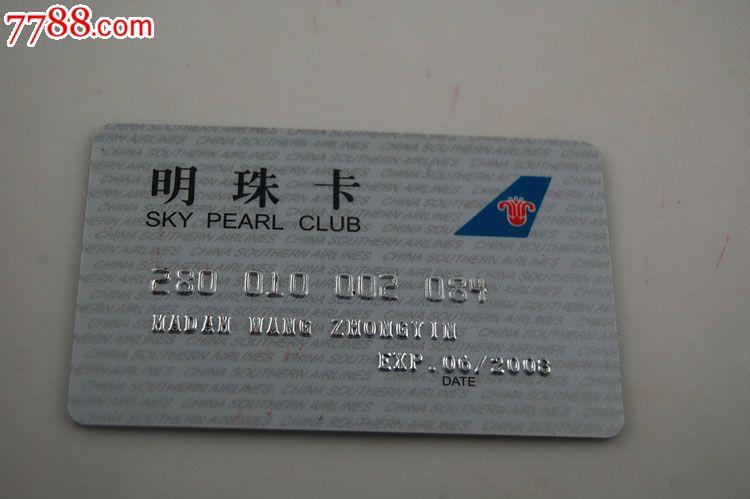 7788.com
CHINA SOUTHERN AIRLINES
明珠卡
SKY PEARL CLUB
280 010 002 034
MADAM WANG ZHONGYIN
EXP.06/2008
DATE